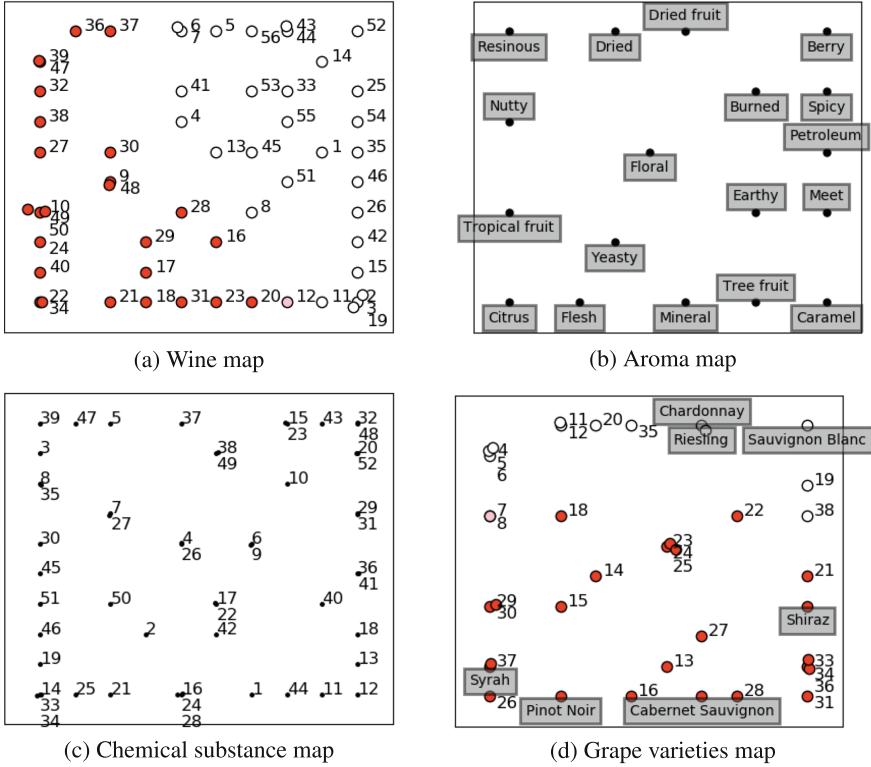 36 37 6 5 43 52
7 56 44
39 14
47
32 41 53 33 25
38 4 55 54
27 30 13 45 1 35
9 51 46
48
10 28 8 26
49
50 29 16 42
24
40 17 15
22 21 18 31 23 20 12 11 2
34 3
19
(a) Wine map
Dried fruit
Resinous Dried Berry
Nutty Burned Spicy
Petroleum
Floral
Earthy Meet
Tropical fruit
Yeasty
Tree fruit
Citrus Flesh Mineral Caramel
(b) Aroma map
39 47 5 37 15 43 32
23 48
3 38 20
49 52
8 10
35
7 29
27 31
30 4 6
26 9
45 36
41
51 50 17 40
22
46 2 42 18
19 13
14 25 21 16 1 44 11 12
33 24
34 28
(c) Chemical substance map
Chardonnay
11 20
12 35 Riesling Sauvignon Blanc
4
5
6 19
7 18 22 38
8
23
24
25
14 21
29 15
30 Shiraz
27
37 13 33
34
Syrah 36
26 16 28 31
Pinot Noir Cabernet Sauvignon
(d) Grape varieties map